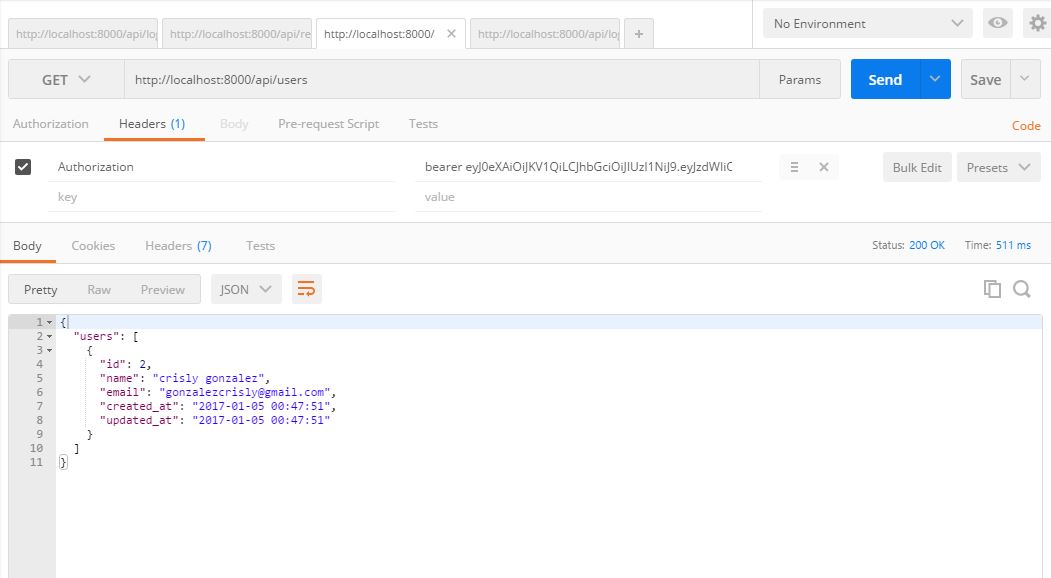 http://localhost:8000/api/log http://localhost:8000/api/re http://localhost:8000/ http://localhost:8000/api/log + No Environment
GET http://localhost:8000/api/users Params Send Save
Authorization Headers (1) Body Pre-request Script Tests Code
Authorization bearer eyJ0eXAiOiJKV1QiLCJhbGciOiJIUzI1NiJ9.eyJzdWIiC Bulk Edit Presets
key value
Body Cookies Headers (7) Tests Status: 200 OK Time: 511 ms
Pretty Raw Preview JSON
1 {
2 "users": [
3 {
4 "id": 2,
5 "name": "crisly gonzalez",
6 "email": "gonzalezcrisly@gmail.com",
7 "created_at": "2017-01-05 00:47:51",
8 "updated_at": "2017-01-05 00:47:51"
9 }
10 ]
11 }